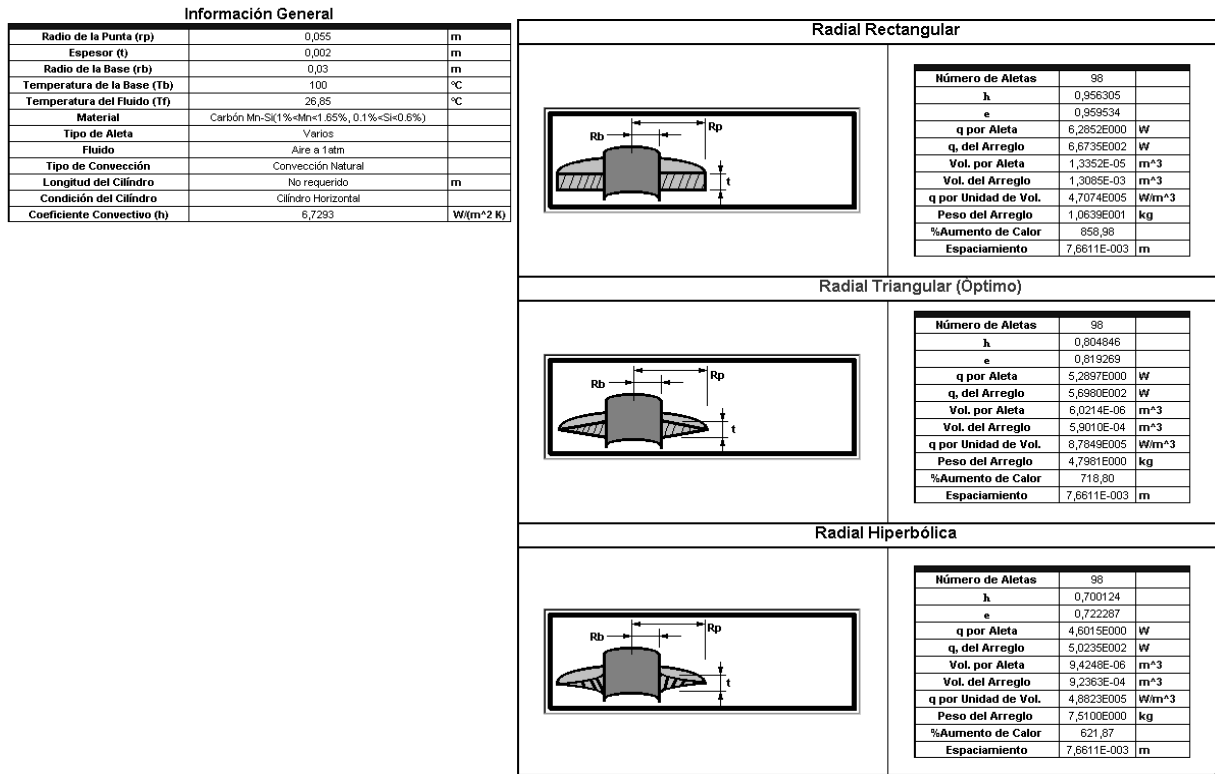 Información General
Radio de la Punta (rp) 0,055 m
Espesor (t) 0,002 m
Radio de la Base (rb) 0,03 m
Temperatura de la Base (Tb) 100 °C
Temperatura del Fluido (Tf) 26,85 °C
Material Carbón Mn-Si(1%<Mn<1.65%, 0.1%<Si<0.6%)
Tipo de Aleta Varios
Fluido Aire a 1atm
Tipo de Convección Convección Natural
Longitud del Cilíndro No requerido m
Condición del Cilíndro Cilíndro Horizontal
Coeficiente Convectivo (h) 6,7293 W/(m^2 K)
Radial Rectangular
Rb Rp
t
Número de Aletas 98
h 0,956305
e 0,959534
q por Aleta 6,2852E000 W
q, del Arreglo 6,6735E002 W
Vol. por Aleta 1,3352E-05 m^3
Vol. del Arreglo 1,3085E-03 m^3
q por Unidad de Vol. 4,7074E005 W/m^3
Peso del Arreglo 1,0639E001 kg
%Aumento de Calor 858,98
Espaciamiento 7,6611E-003 m
Radial Triangular (Óptimo)
Rb Rp
t
Número de Aletas 98
h 0,804846
e 0,819269
q por Aleta 5,2897E000 W
q, del Arreglo 5,6980E002 W
Vol. por Aleta 6,0214E-06 m^3
Vol. del Arreglo 5,9010E-04 m^3
q por Unidad de Vol. 8,7849E005 W/m^3
Peso del Arreglo 4,7981E000 kg
%Aumento de Calor 718,80
Espaciamiento 7,6611E-003 m
Radial Hiperbólica
Rb Rp
t
Número de Aletas 98
h 0,700124
e 0,722287
q por Aleta 4,6015E000 W
q, del Arreglo 5,0235E002 W
Vol. por Aleta 9,4248E-06 m^3
Vol. del Arreglo 9,2363E-04 m^3
q por Unidad de Vol. 4,8823E005 W/m^3
Peso del Arreglo 7,5100E000 kg
%Aumento de Calor 621,87
Espaciamiento 7,6611E-003 m